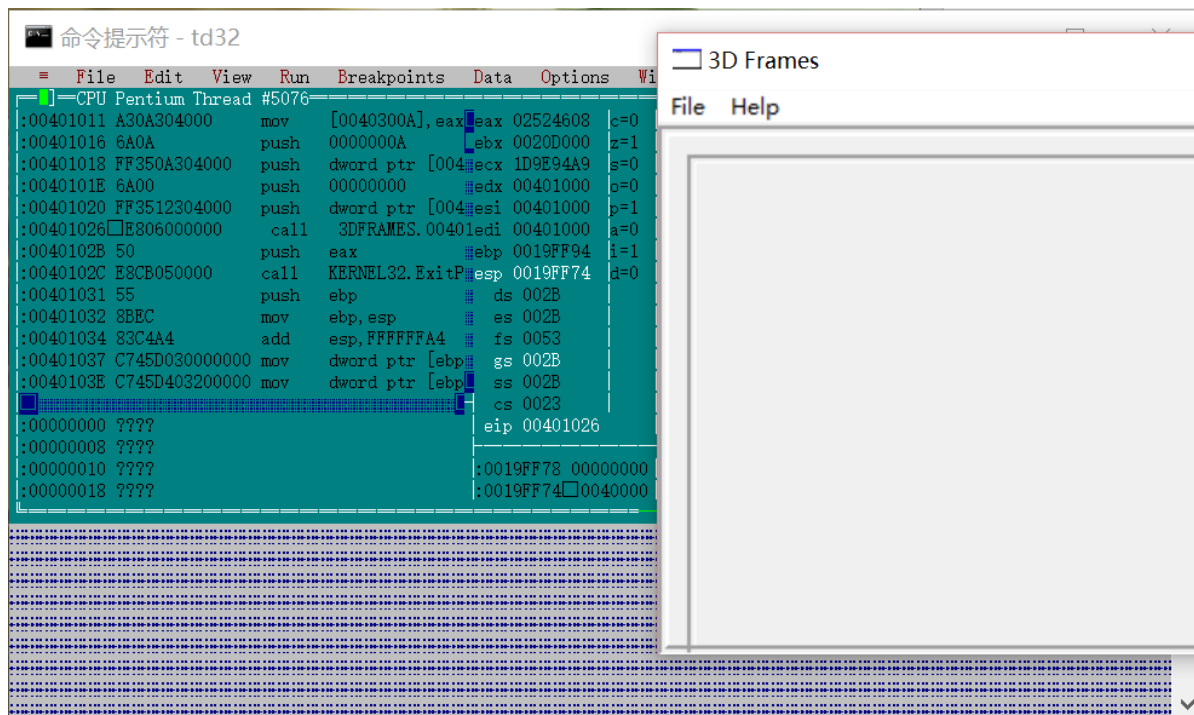 命令提示符 - td32
≡ File Edit View Run Breakpoints Data Options Wi
[ ]=CPU Pentium Thread #5076
:00401011 A30A304000 mov [0040300A],eax eax 02524608 c=0
:00401016 6A0A push 0000000A ebx 0020D000 z=1
:00401018 FF350A304000 push dword ptr [004 ecx 1D9E94A9 s=0
:0040101E 6A00 push 00000000 edx 00401000 o=0
:00401020 FF3512304000 push dword ptr [004 esi 00401000 p=1
:00401026 E806000000 call 3DFRAMES.00401 edi 00401000 a=0
:0040102B 50 push eax ebp 0019FF94 i=1
:0040102C E8CB050000 call KERNEL32.ExitP esp 0019FF74 d=0
:00401031 55 push ebp ds 002B
:00401032 8BEC mov ebp,esp es 002B
:00401034 83C4A4 add esp,FFFFFFA4 fs 0053
:00401037 C745D030000000 mov dword ptr [ebp gs 002B
:0040103E C745D403200000 mov dword ptr [ebp ss 002B
cs 0023
:00000000 ???? eip 00401026
:00000008 ????
:00000010 ???? :0019FF78 00000000
:00000018 ???? :0019FF74 0040000
3D Frames
File Help